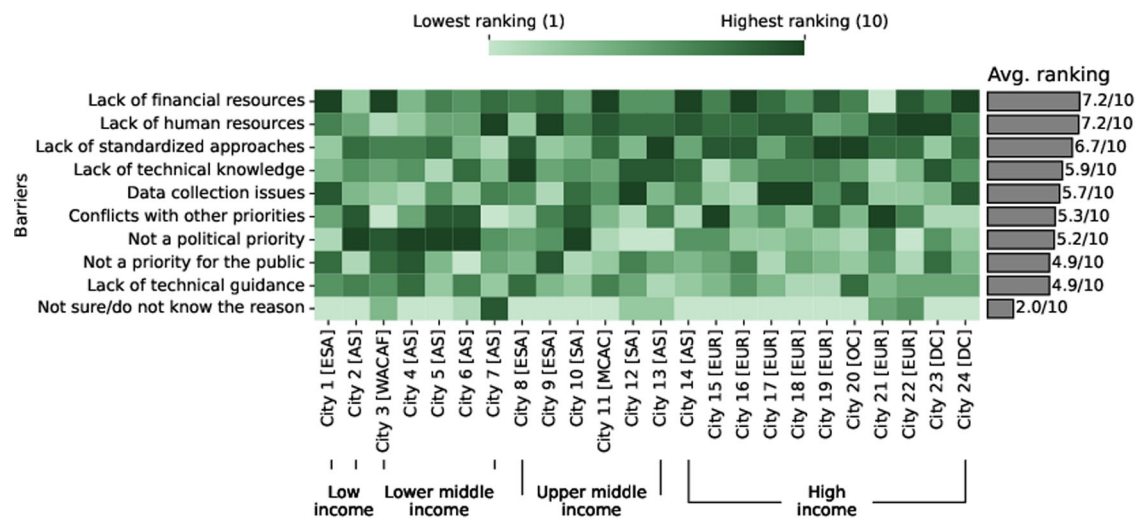 Lowest ranking (1) Highest ranking (10)
Avg. ranking
Barriers
Lack of financial resources 7.2/10
Lack of human resources 7.2/10
Lack of standardized approaches 6.7/10
Lack of technical knowledge 5.9/10
Data collection issues 5.7/10
Conflicts with other priorities 5.3/10
Not a political priority 5.2/10
Not a priority for the public 4.9/10
Lack of technical guidance 4.9/10
Not sure/do not know the reason 2.0/10
City 1 [ESA]
City 2 [AS]
City 3 [WACAF]
City 4 [AS]
City 5 [AS]
City 6 [AS]
City 7 [AS]
City 8 [ESA]
City 9 [ESA]
City 10 [SA]
City 11 [MCAC]
City 12 [SA]
City 13 [AS]
City 14 [AS]
City 15 [EUR]
City 16 [EUR]
City 17 [EUR]
City 18 [EUR]
City 19 [EUR]
City 20 [OC]
City 21 [EUR]
City 22 [EUR]
City 23 [DC]
City 24 [DC]
Low
income
Lower middle
income
Upper middle
income
High
income